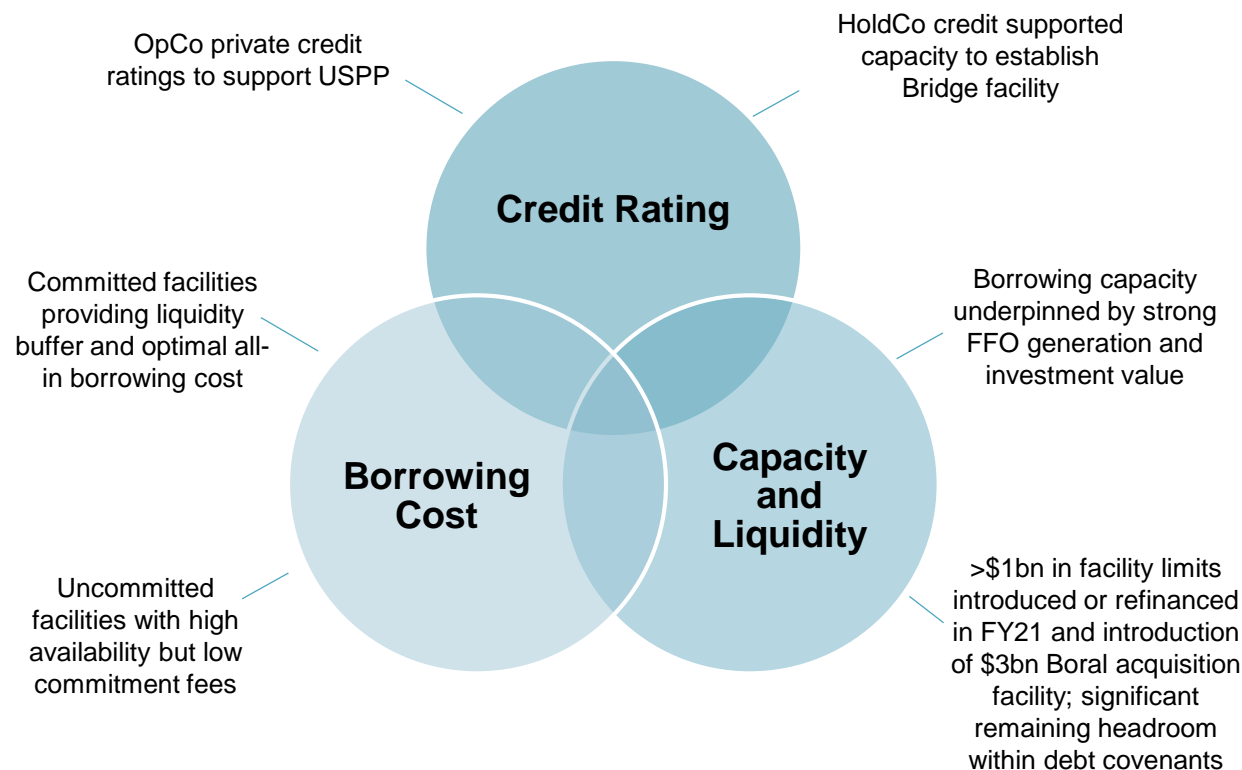 OpCo private credit
ratings to support USPP
HoldCo credit supported
capacity to establish
Bridge facility
Credit Rating
Committed facilities
providing liquidity
buffer and optimal all-
in borrowing cost
Borrowing capacity
underpinned by strong
FFO generation and
investment value
Borrowing
Cost
Capacity
and
Liquidity
Uncommitted
facilities with high
availability but low
commitment fees
>$1bn in facility limits
introduced or refinanced
in FY21 and introduction
of $3bn Boral acquisition
facility; significant
remaining headroom
within debt covenants